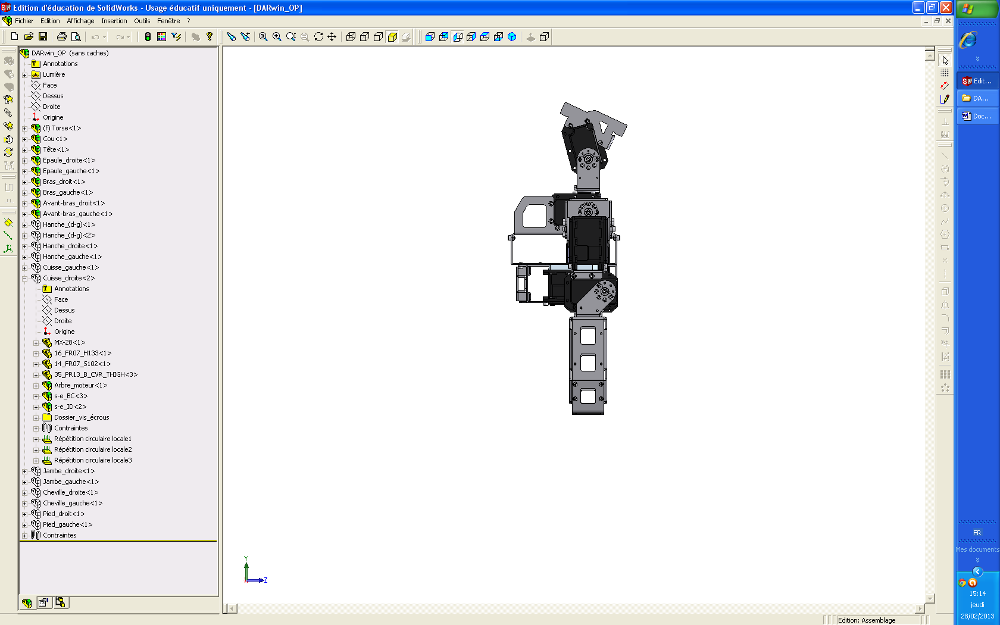 Edition d'éducation de SolidWorks - Usage éducatif uniquement - [DARwin_OP]
Fichier Edition Affichage Insertion Outils Fenêtre ?
DARwin_OP (sans caches)
Annotations
Lumière
Face
Dessus
Droite
Origine
(f) Torse<1>
Cou<1>
Tête<1>
Epaule_droite<1>
Epaule_gauche<1>
Bras_droit<1>
Bras_gauche<1>
Avant-bras_droit<1>
Avant-bras_gauche<1>
Hanche_(d-g)<1>
Hanche_(d-g)<2>
Hanche_droite<1>
Hanche_gauche<1>
Cuisse_gauche<1>
Cuisse_droite<2>
Annotations
Face
Dessus
Droite
Origine
MX-28<1>
16_FR07_H133<1>
14_FR07_S102<1>
35_PR13_B_CVR_THIGH<3>
Arbre_moteur<1>
s-e_BC<3>
s-e_ID<2>
Dossier_vis_écrous
Contraintes
Répétition circulaire locale1
Répétition circulaire locale2
Répétition circulaire locale3
Jambe_droite<1>
Jambe_gauche<1>
Cheville_droite<1>
Cheville_gauche<1>
Pied_droit<1>
Pied_gauche<1>
Contraintes
Y
Z
Edition: Assemblage
Edit...
DA...
Doc...
FR
Mes documents
15:14
jeudi
28/02/2013